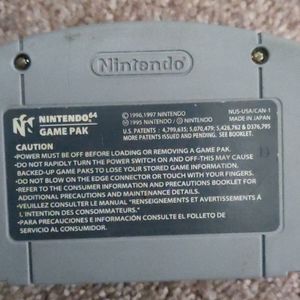 Nintendo
NINTENDO 64
GAME PAK
©1996,1997 NINTENDO
©1995 NINTENDO /
NUS-USA/CAN-1
MADE IN JAPAN
U.S. PATENTS : 4,799,635; 5,070,479; 5,428,762 & D376,795
AND OTHER PATENTS PENDING. SEE BOOKLET.
CAUTION
•POWER MUST BE OFF BEFORE LOADING OR REMOVING A GAME PAK.
•DO NOT RAPIDLY TURN THE POWER SWITCH ON AND OFF - THIS MAY CAUSE BATTERY
BACKED-UP GAME PAKS TO LOSE YOUR STORED GAME INFORMATION.
•DO NOT BLOW ON THE EDGE CONNECTOR OR TOUCH WITH YOUR FINGERS.
•REFER TO THE CONSUMER INFORMATION AND PRECAUTIONS BOOKLET FOR
ADDITIONAL PRECAUTIONS AND MAINTENANCE DETAILS.
•VEUILLEZ CONSULTER LE MANUEL "RENSEIGNEMENTS ET AVERTISSEMENTS À
L'INTENTION DES CONSOMMATEURS."
•PARA PRECAUCIONES E INFORMACIÓN CONSULTE EL FOLLETO DE
SERVICIO AL CONSUMIDOR.